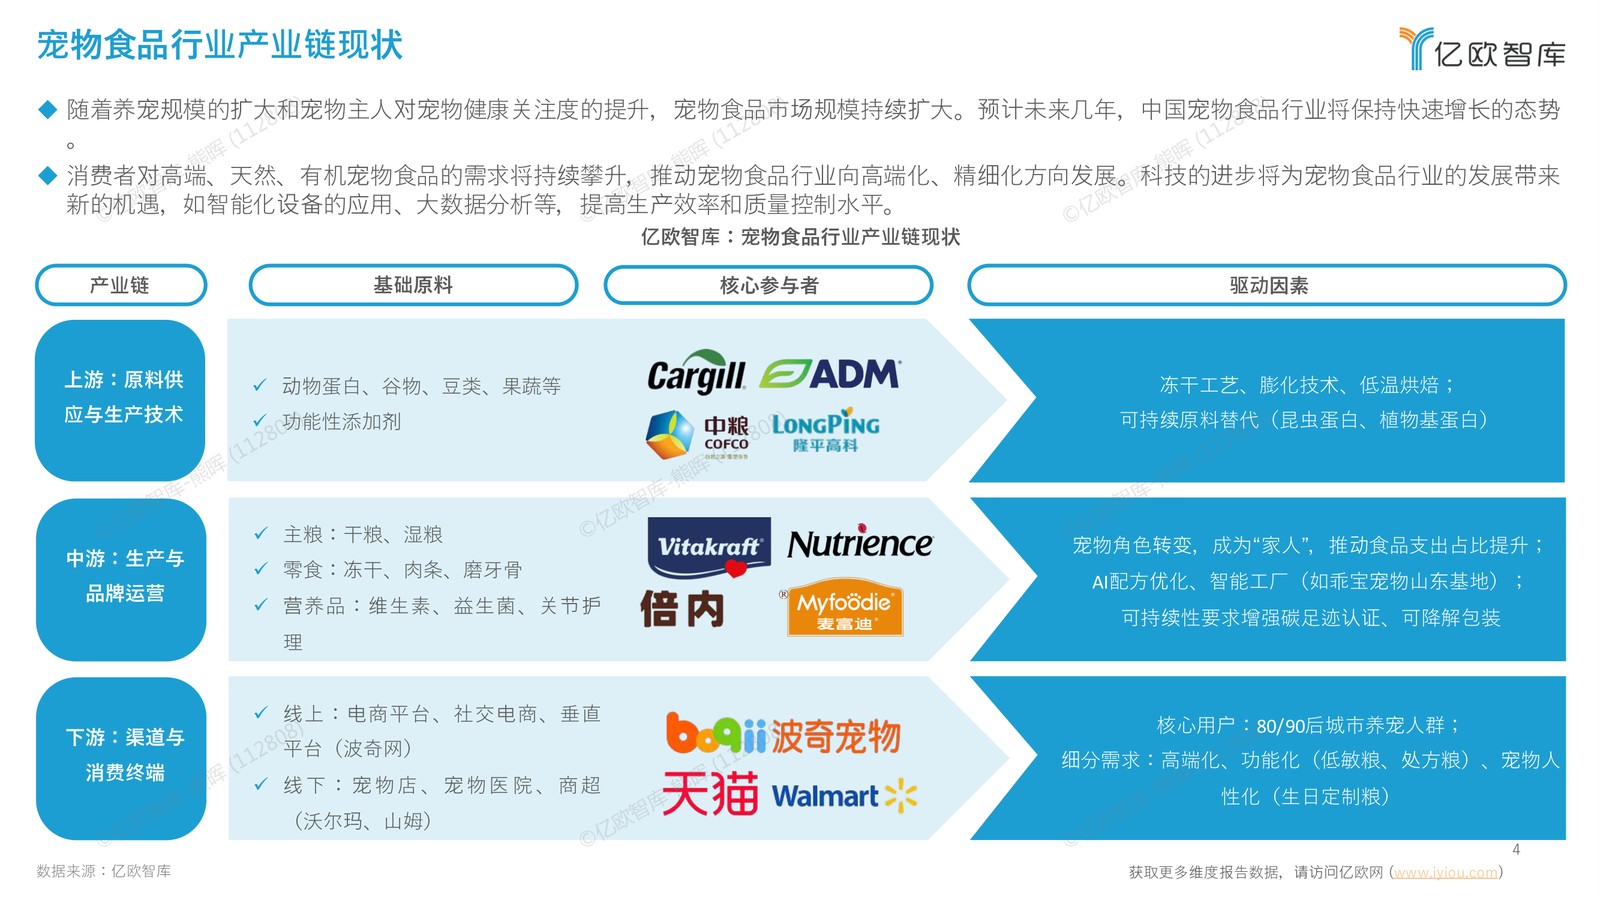 宠物食品行业产业链现状
亿欧智库
随着养宠规模的扩大和宠物主人对宠物健康关注度的提升，宠物食品市场规模持续扩大。预计未来几年，中国宠物食品行业将保持快速增长的态势
。
消费者对高端、天然、有机宠物食品的需求将持续攀升，推动宠物食品行业向高端化、精细化方向发展。科技的进步将为宠物食品行业的发展带来
新的机遇，如智能化设备的应用、大数据分析等，提高生产效率和质量控制水平。
亿欧智库：宠物食品行业产业链现状
产业链
基础原料
核心参与者
驱动因素
上游：原料供
应与生产技术
动物蛋白、谷物、豆类、果蔬等
功能性添加剂
Cargill
ADM
中粮
COFCO
LONGPING
隆平高科
冻干工艺、膨化技术、低温烘焙；
可持续原料替代（昆虫蛋白、植物基蛋白）
中游：生产与
品牌运营
主粮：干粮、湿粮
零食：冻干、肉条、磨牙骨
营养品：维生素、益生菌、关节护
理
Vitakraft
Nutrience
倍内
Myfoodie
麦富迪
宠物角色转变，成为“家人”，推动食品支出占比提升；
AI配方优化、智能工厂（如乖宝宠物山东基地）；
可持续性要求增强碳足迹认证、可降解包装
下游：渠道与
消费终端
线上：电商平台、社交电商、垂直
平台（波奇网）
线下：宠物店、宠物医院、商超
（沃尔玛、山姆）
boqii波奇宠物
天猫
Walmart
核心用户：80/90后城市养宠人群；
细分需求：高端化、功能化（低敏粮、处方粮）、宠物人
性化（生日定制粮）
4
数据来源：亿欧智库
获取更多维度报告数据，请访问亿欧网 (www.iyiou.com)
©亿欧智库-熊晖 (112808)